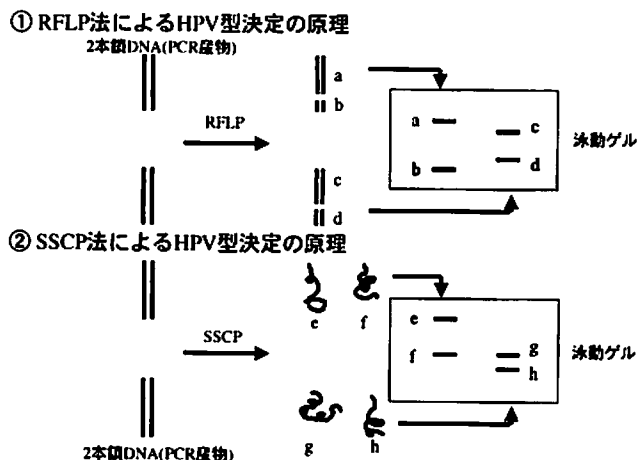 ① RFLP法によるHPV型決定の原理
2本鎖DNA(PCR産物)
RFLP
a
b
c
d
a
b
c
d
泳動ゲル
② SSCP法によるHPV型決定の原理
SSCP
e f
g h
e
f
g
h
泳動ゲル
2本鎖DNA(PCR産物)